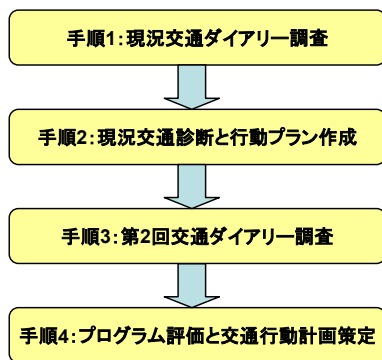 手順1:現況交通ダイアリー調査
手順2:現況交通診断と行動プラン作成
手順3:第2回交通ダイアリー調査
手順4:プログラム評価と交通行動計画策定